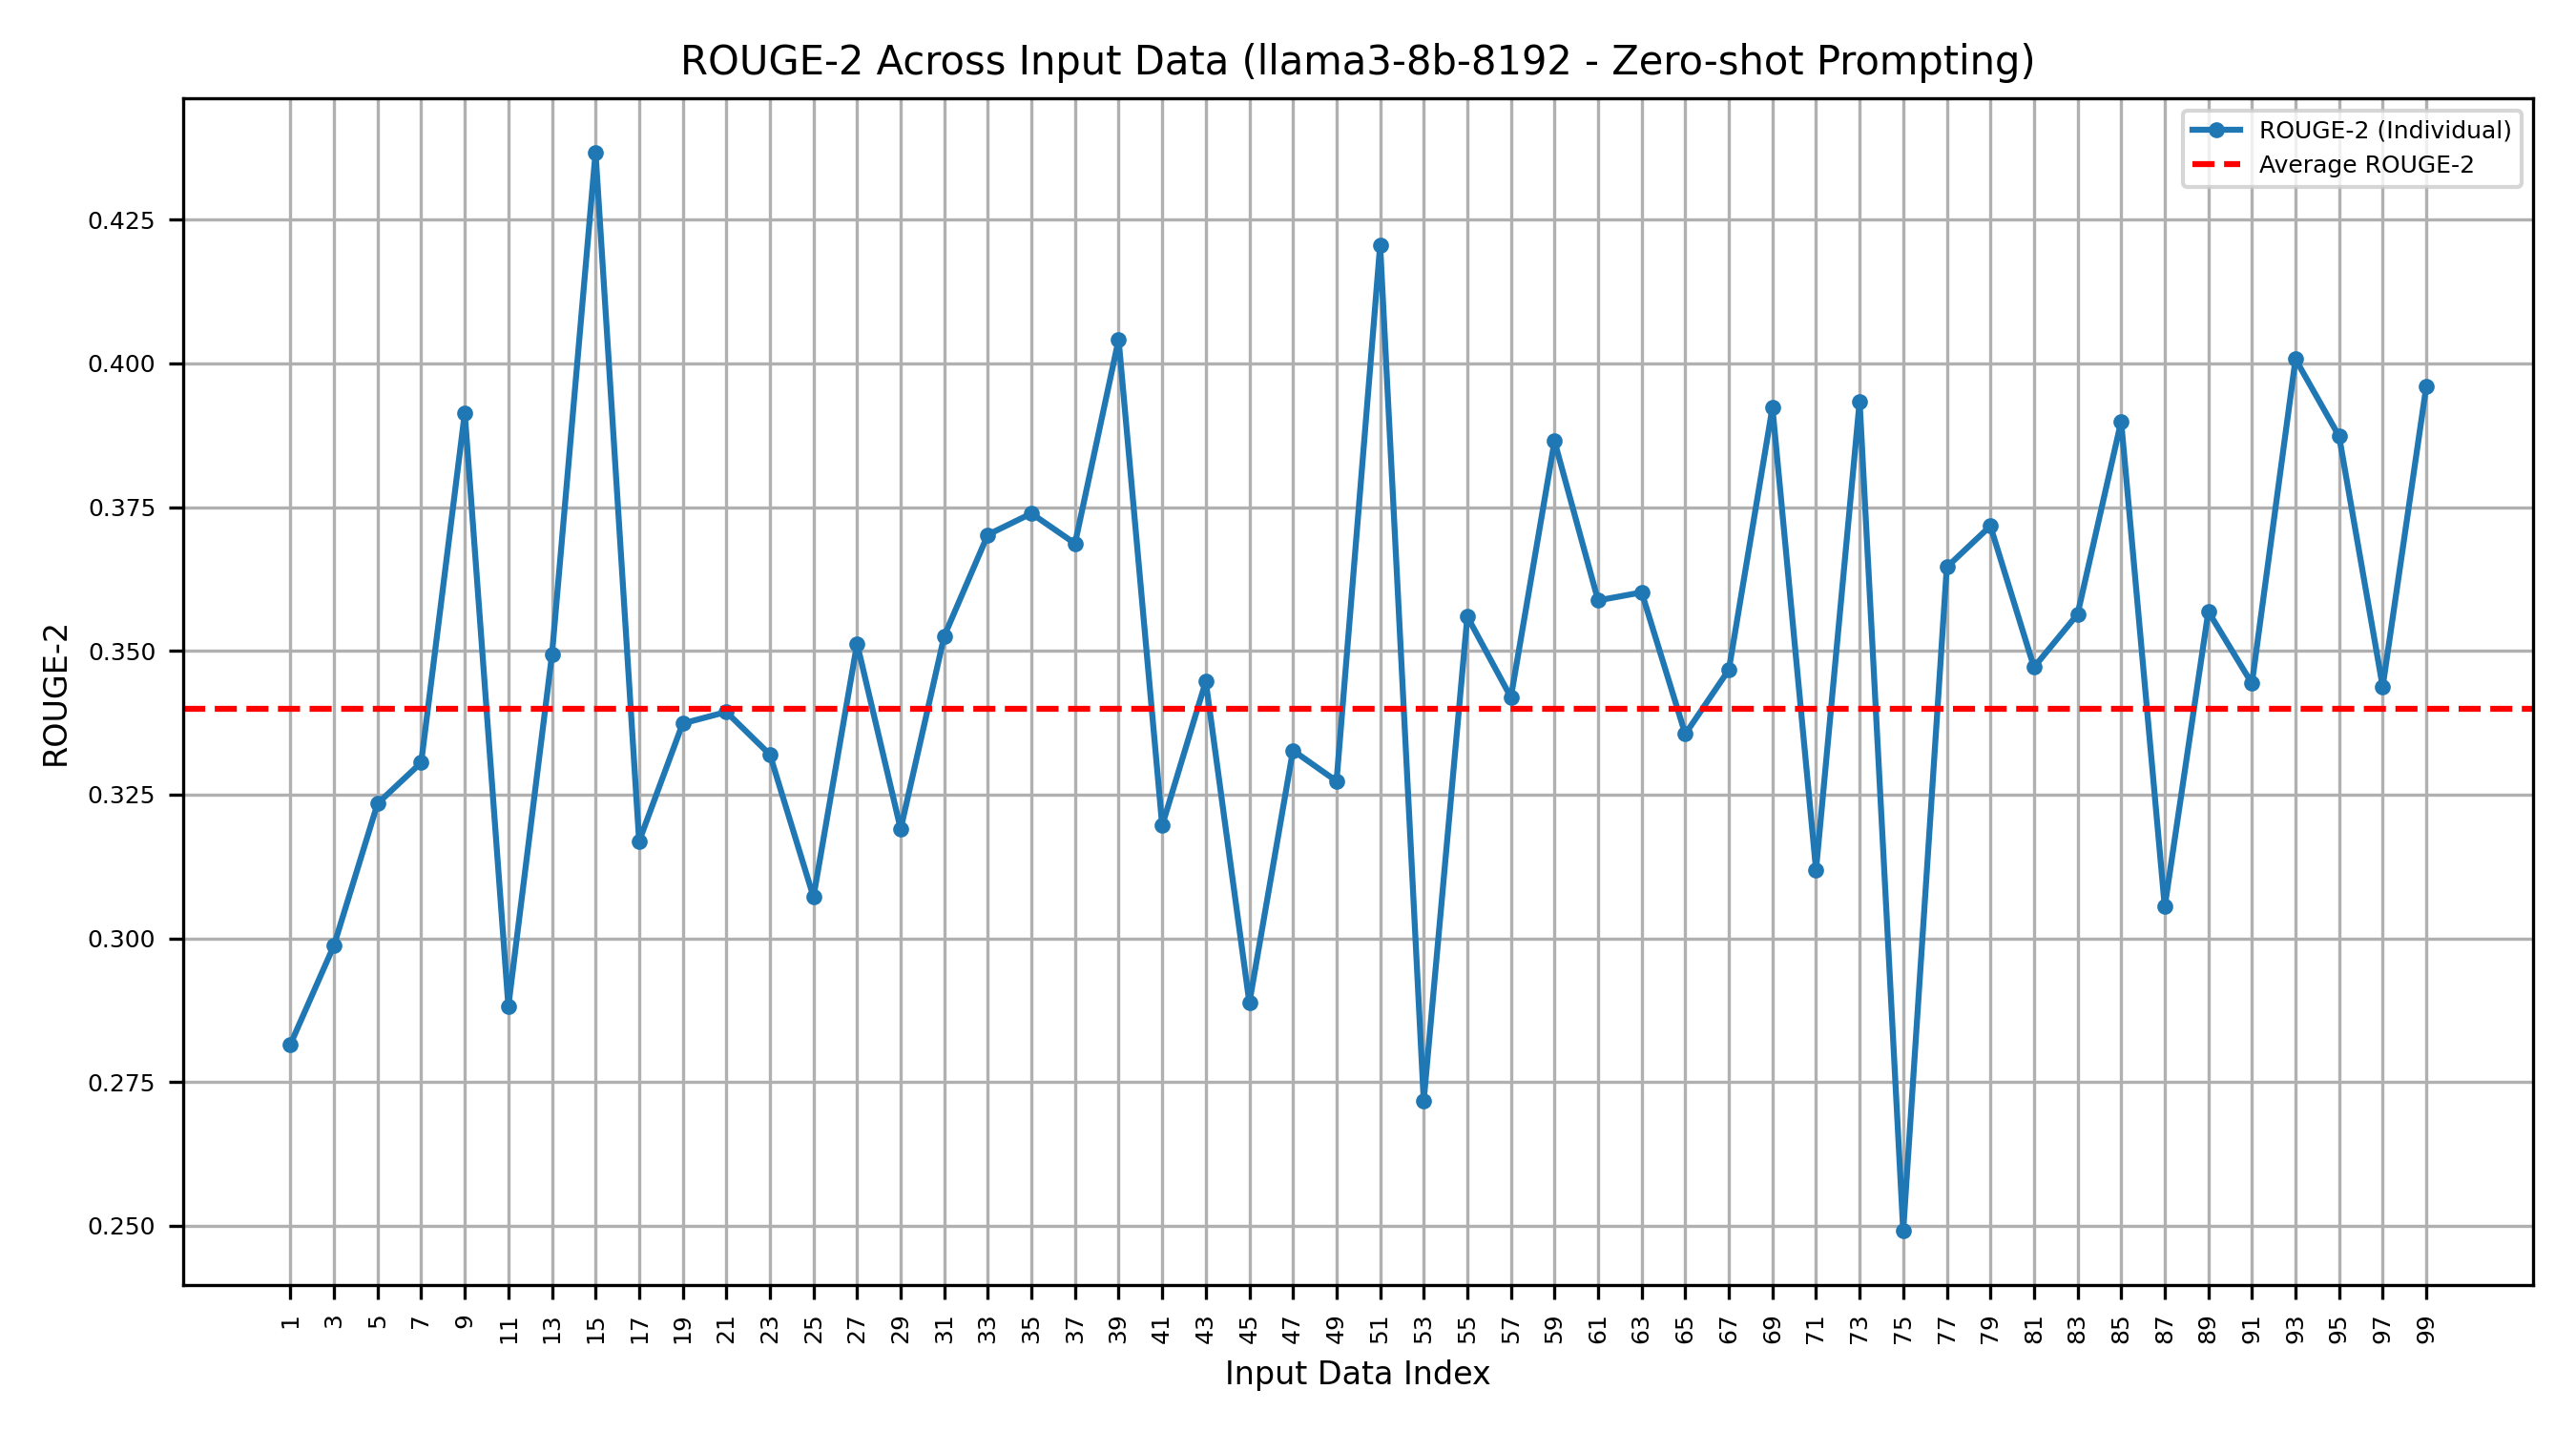 ROUGE-2 Across Input Data (llama3-8b-8192 - Zero-shot Prompting)
ROUGE-2 (Individual)
Average ROUGE-2
0.425
0.400
0.375
0.350
0.325
0.300
0.275
0.250
ROUGE-2
1 3 5 7 9 11 13 15 17 19 21 23 25 27 29 31 33 35 37 39 41 43 45 47 49 51 53 55 57 59 61 63 65 67 69 71 73 75 77 79 81 83 85 87 89 91 93 95 97 99
Input Data Index